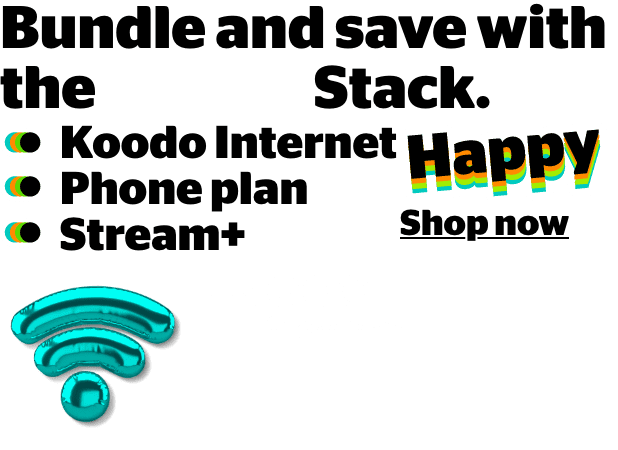 Bundle and save with
the Stack.
Koodo Internet
Happy
Phone plan
Shop now
Stream+